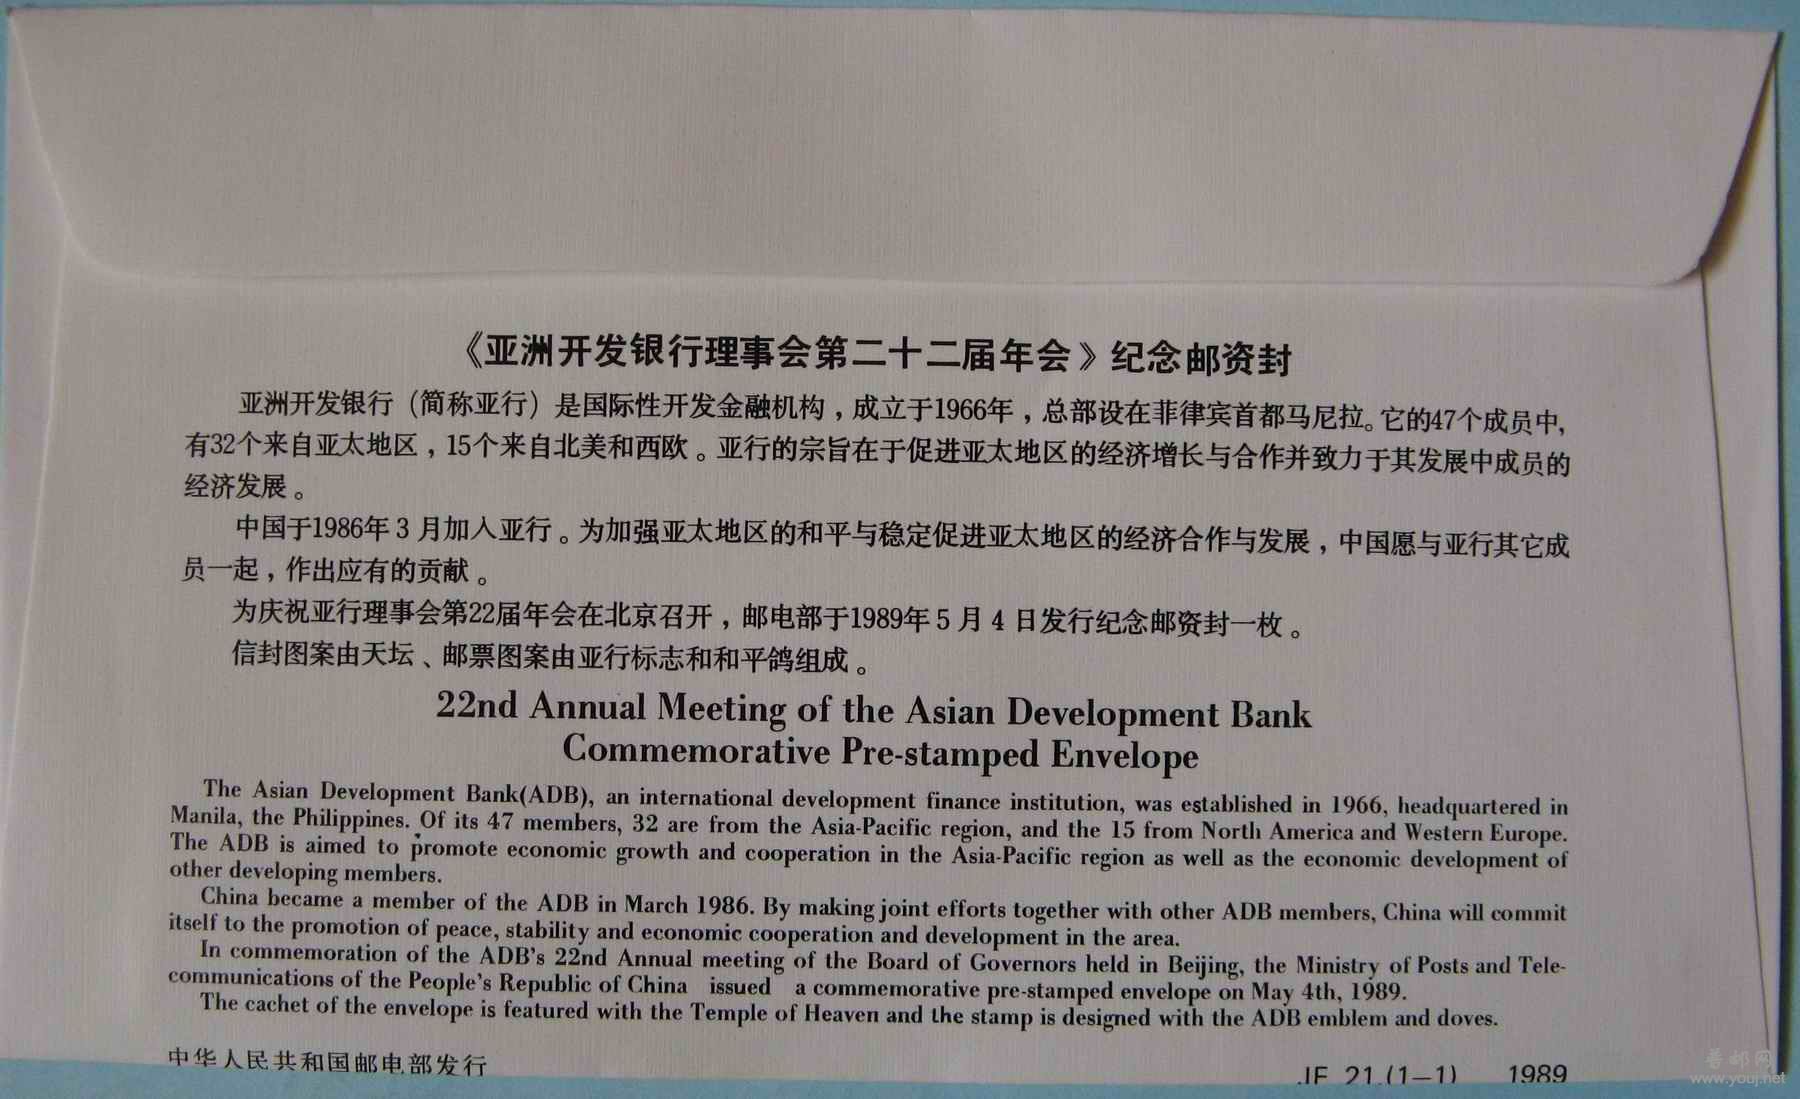 《亚洲开发银行理事会第二十二届年会》纪念邮资封
亚洲开发银行（简称亚行）是国际性开发金融机构，成立于1966年，总部设在菲律宾首都马尼拉。它的47个成员中，
有32个来自亚太地区，15个来自北美和西欧。亚行的宗旨在于促进亚太地区的经济增长与合作并致力于其发展中成员的
经济发展。
中国于1986年3月加入亚行。为加强亚太地区的和平与稳定促进亚太地区的经济合作与发展，中国愿与亚行其它成
员一起，作出应有的贡献。
为庆祝亚行理事会第22届年会在北京召开，邮电部于1989年5月4日发行纪念邮资封一枚。
信封图案由天坛、邮票图案由亚行标志和和平鸽组成。
22nd Annual Meeting of the Asian Development Bank
Commemorative Pre-stamped Envelope
The Asian Development Bank(ADB), an international development finance institution, was established in 1966, headquartered in
Manila, the Philippines. Of its 47 members, 32 are from the Asia-Pacific region, and the 15 from North America and Western Europe.
The ADB is aimed to promote economic growth and cooperation in the Asia-Pacific region as well as the economic development of
other developing members.
China became a member of the ADB in March 1986. By making joint efforts together with other ADB members, China will commit
itself to the promotion of peace, stability and economic cooperation and development in the area.
In commemoration of the ADB's 22nd Annual meeting of the Board of Governors held in Beijing, the Ministry of Posts and Tele-
communications of the People's Republic of China issued a commemorative pre-stamped envelope on May 4th, 1989.
The cachet of the envelope is featured with the Temple of Heaven and the stamp is designed with the ADB emblem and doves.
中华人民共和国邮电部发行
JF. 21.(1—1) 1989
普邮网
www.youj.net